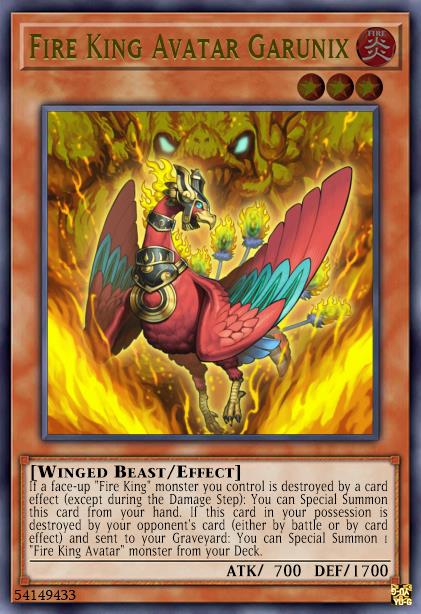 FIRE KING AVATAR GARUNIX
FIRE
炎
[WINGED BEAST/EFFECT]
If a face-up "Fire King" monster you control is destroyed by a card
effect (except during the Damage Step): You can Special Summon
this card from your hand. If this card in your possession is
destroyed by your opponent's card (either by battle or by card
effect) and sent to your Graveyard: You can Special Summon 1
"Fire King Avatar" monster from your Deck.
ATK/ 700 DEF/1700
54149433